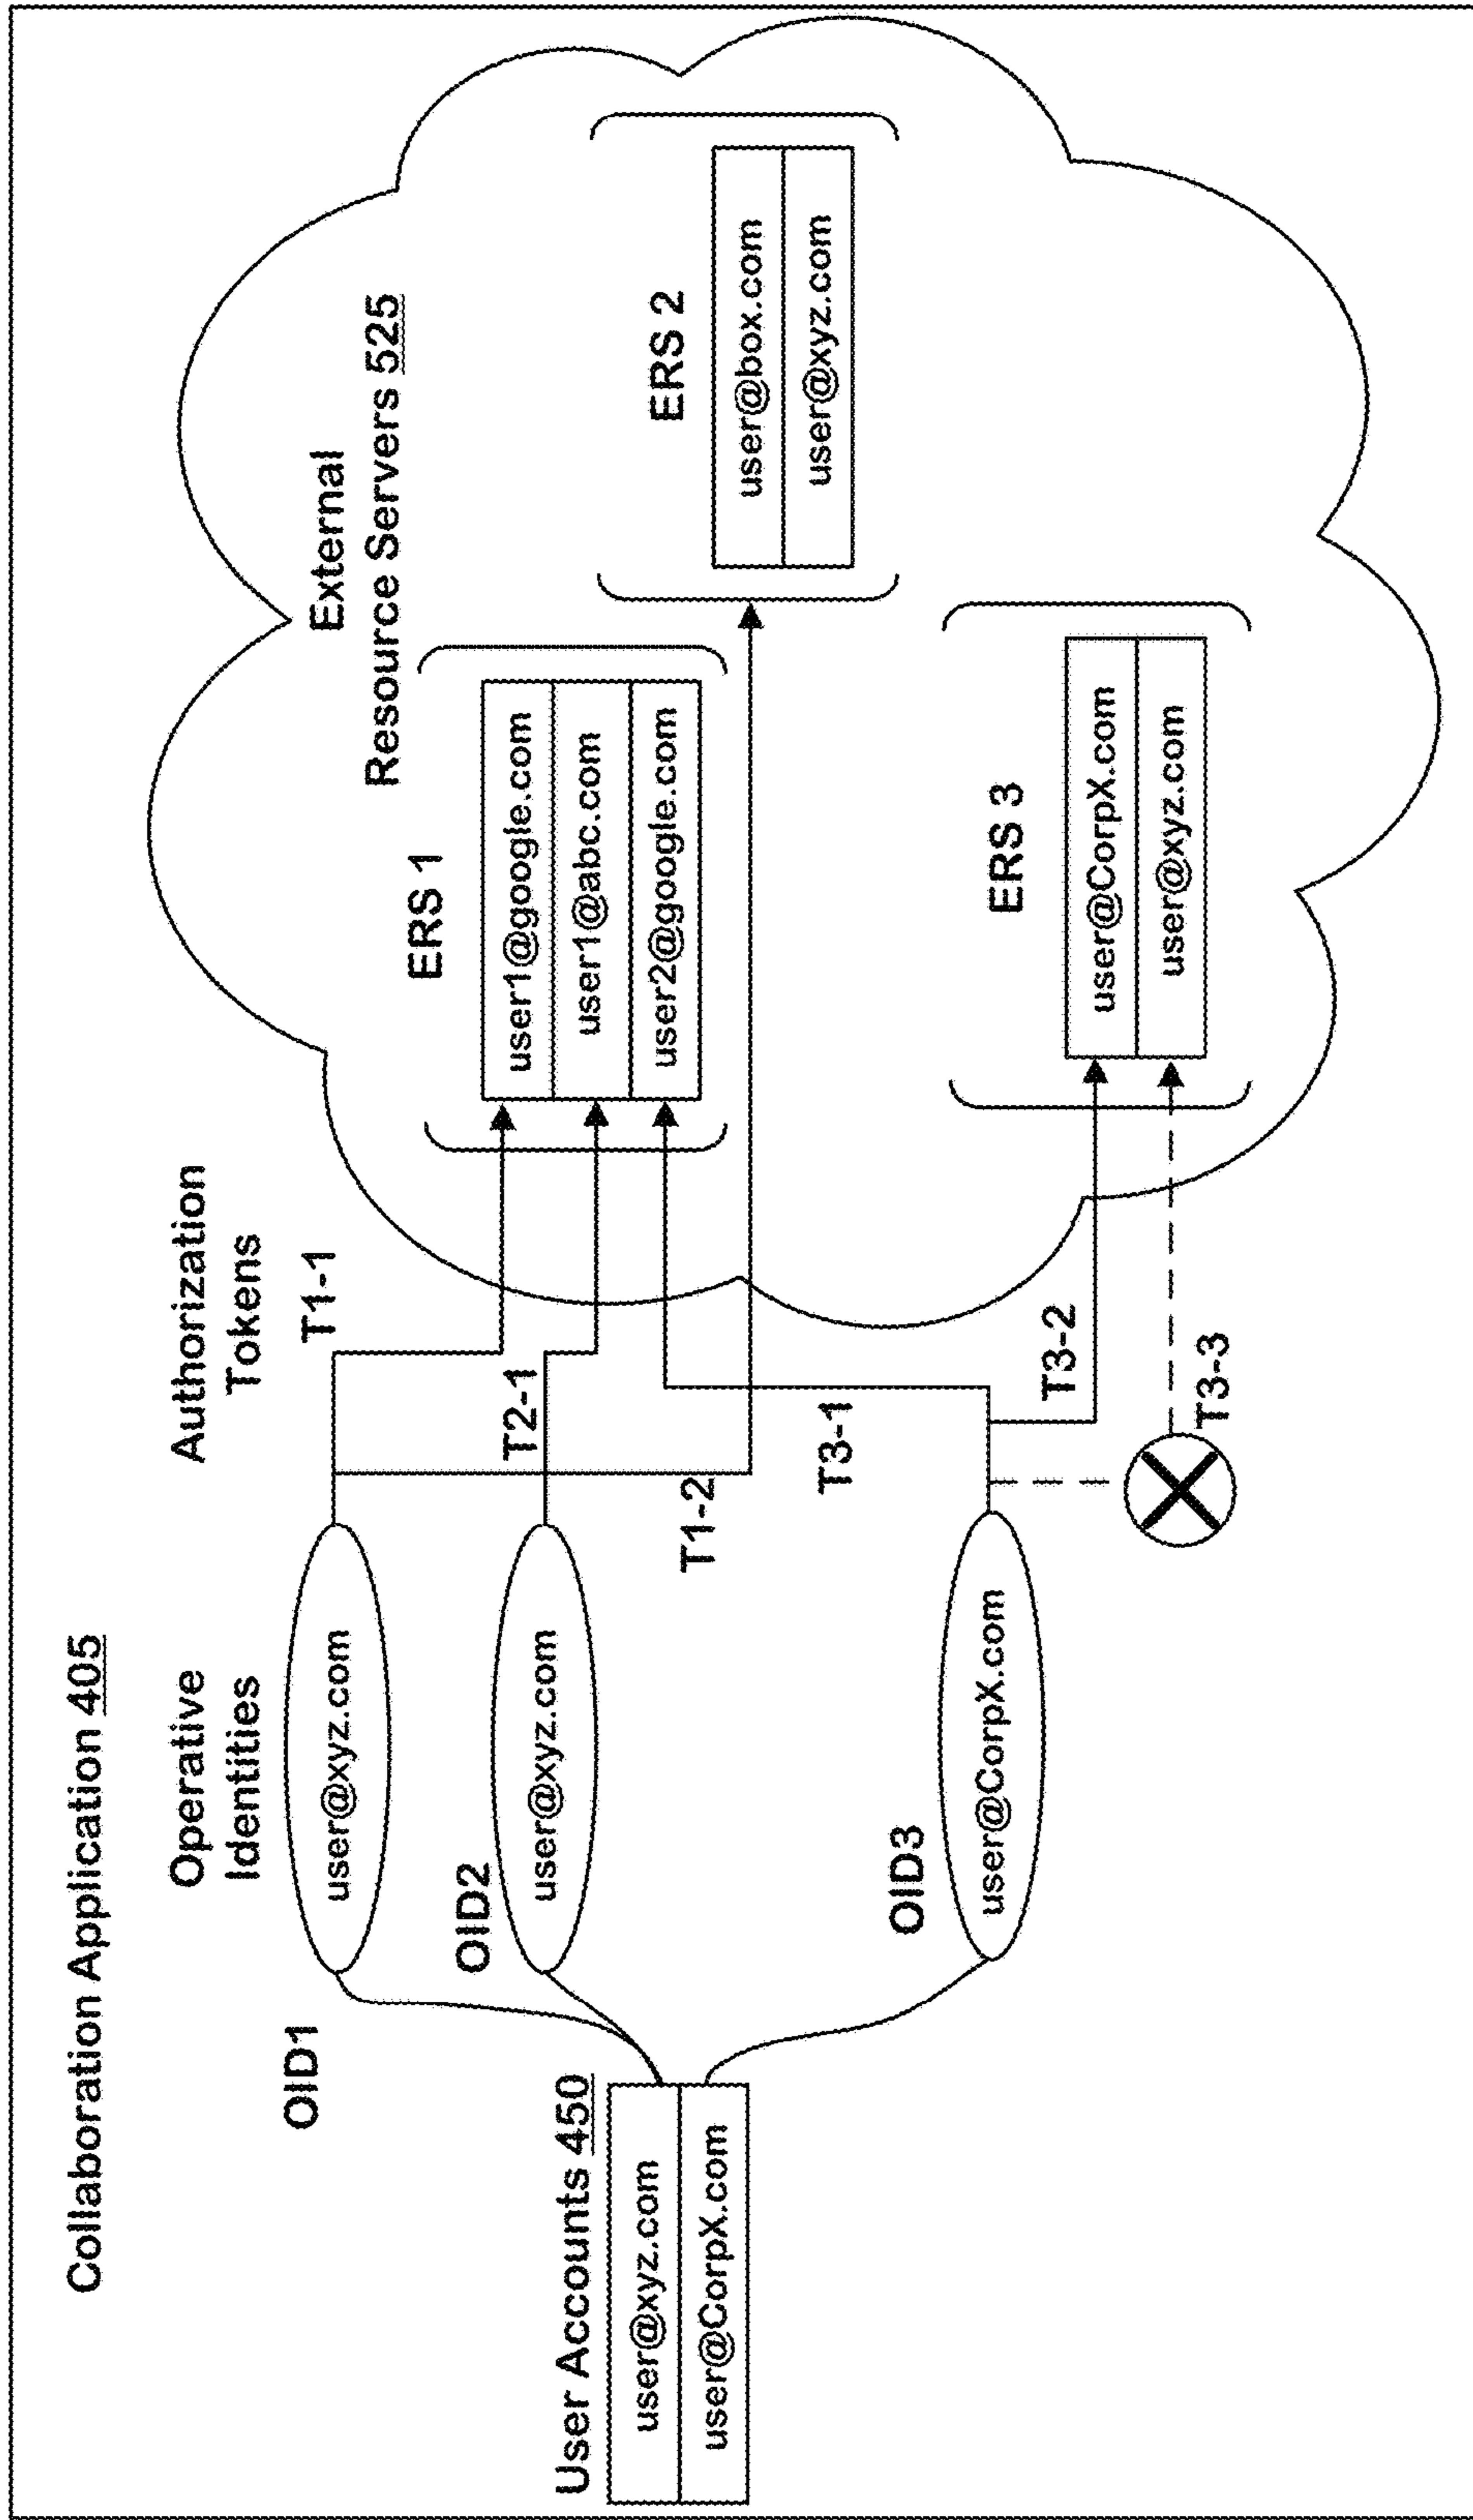 Collaboration Application 405
Operative
Identities
Authorization
Tokens
External
Resource Servers 525
User Accounts 450
user@xyz.com
user@CorpX.com
OID1
user@xyz.com
OID2
user@xyz.com
OID3
user@CorpX.com
T1-1
T2-1
T1-2
T3-1
T3-2
T3-3
ERS 1
user1@google.com
user1@abc.com
user2@google.com
ERS 2
user@box.com
user@xyz.com
ERS 3
user@CorpX.com
user@xyz.com